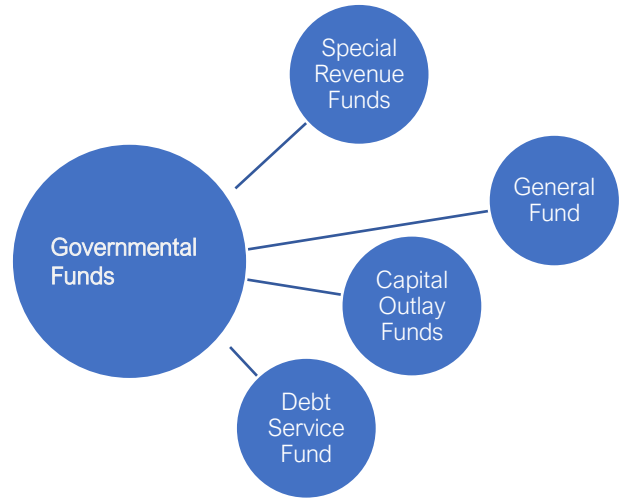 Special
Revenue
Funds
General
Fund
Governmental
Funds
Capital
Outlay
Funds
Debt
Service
Fund